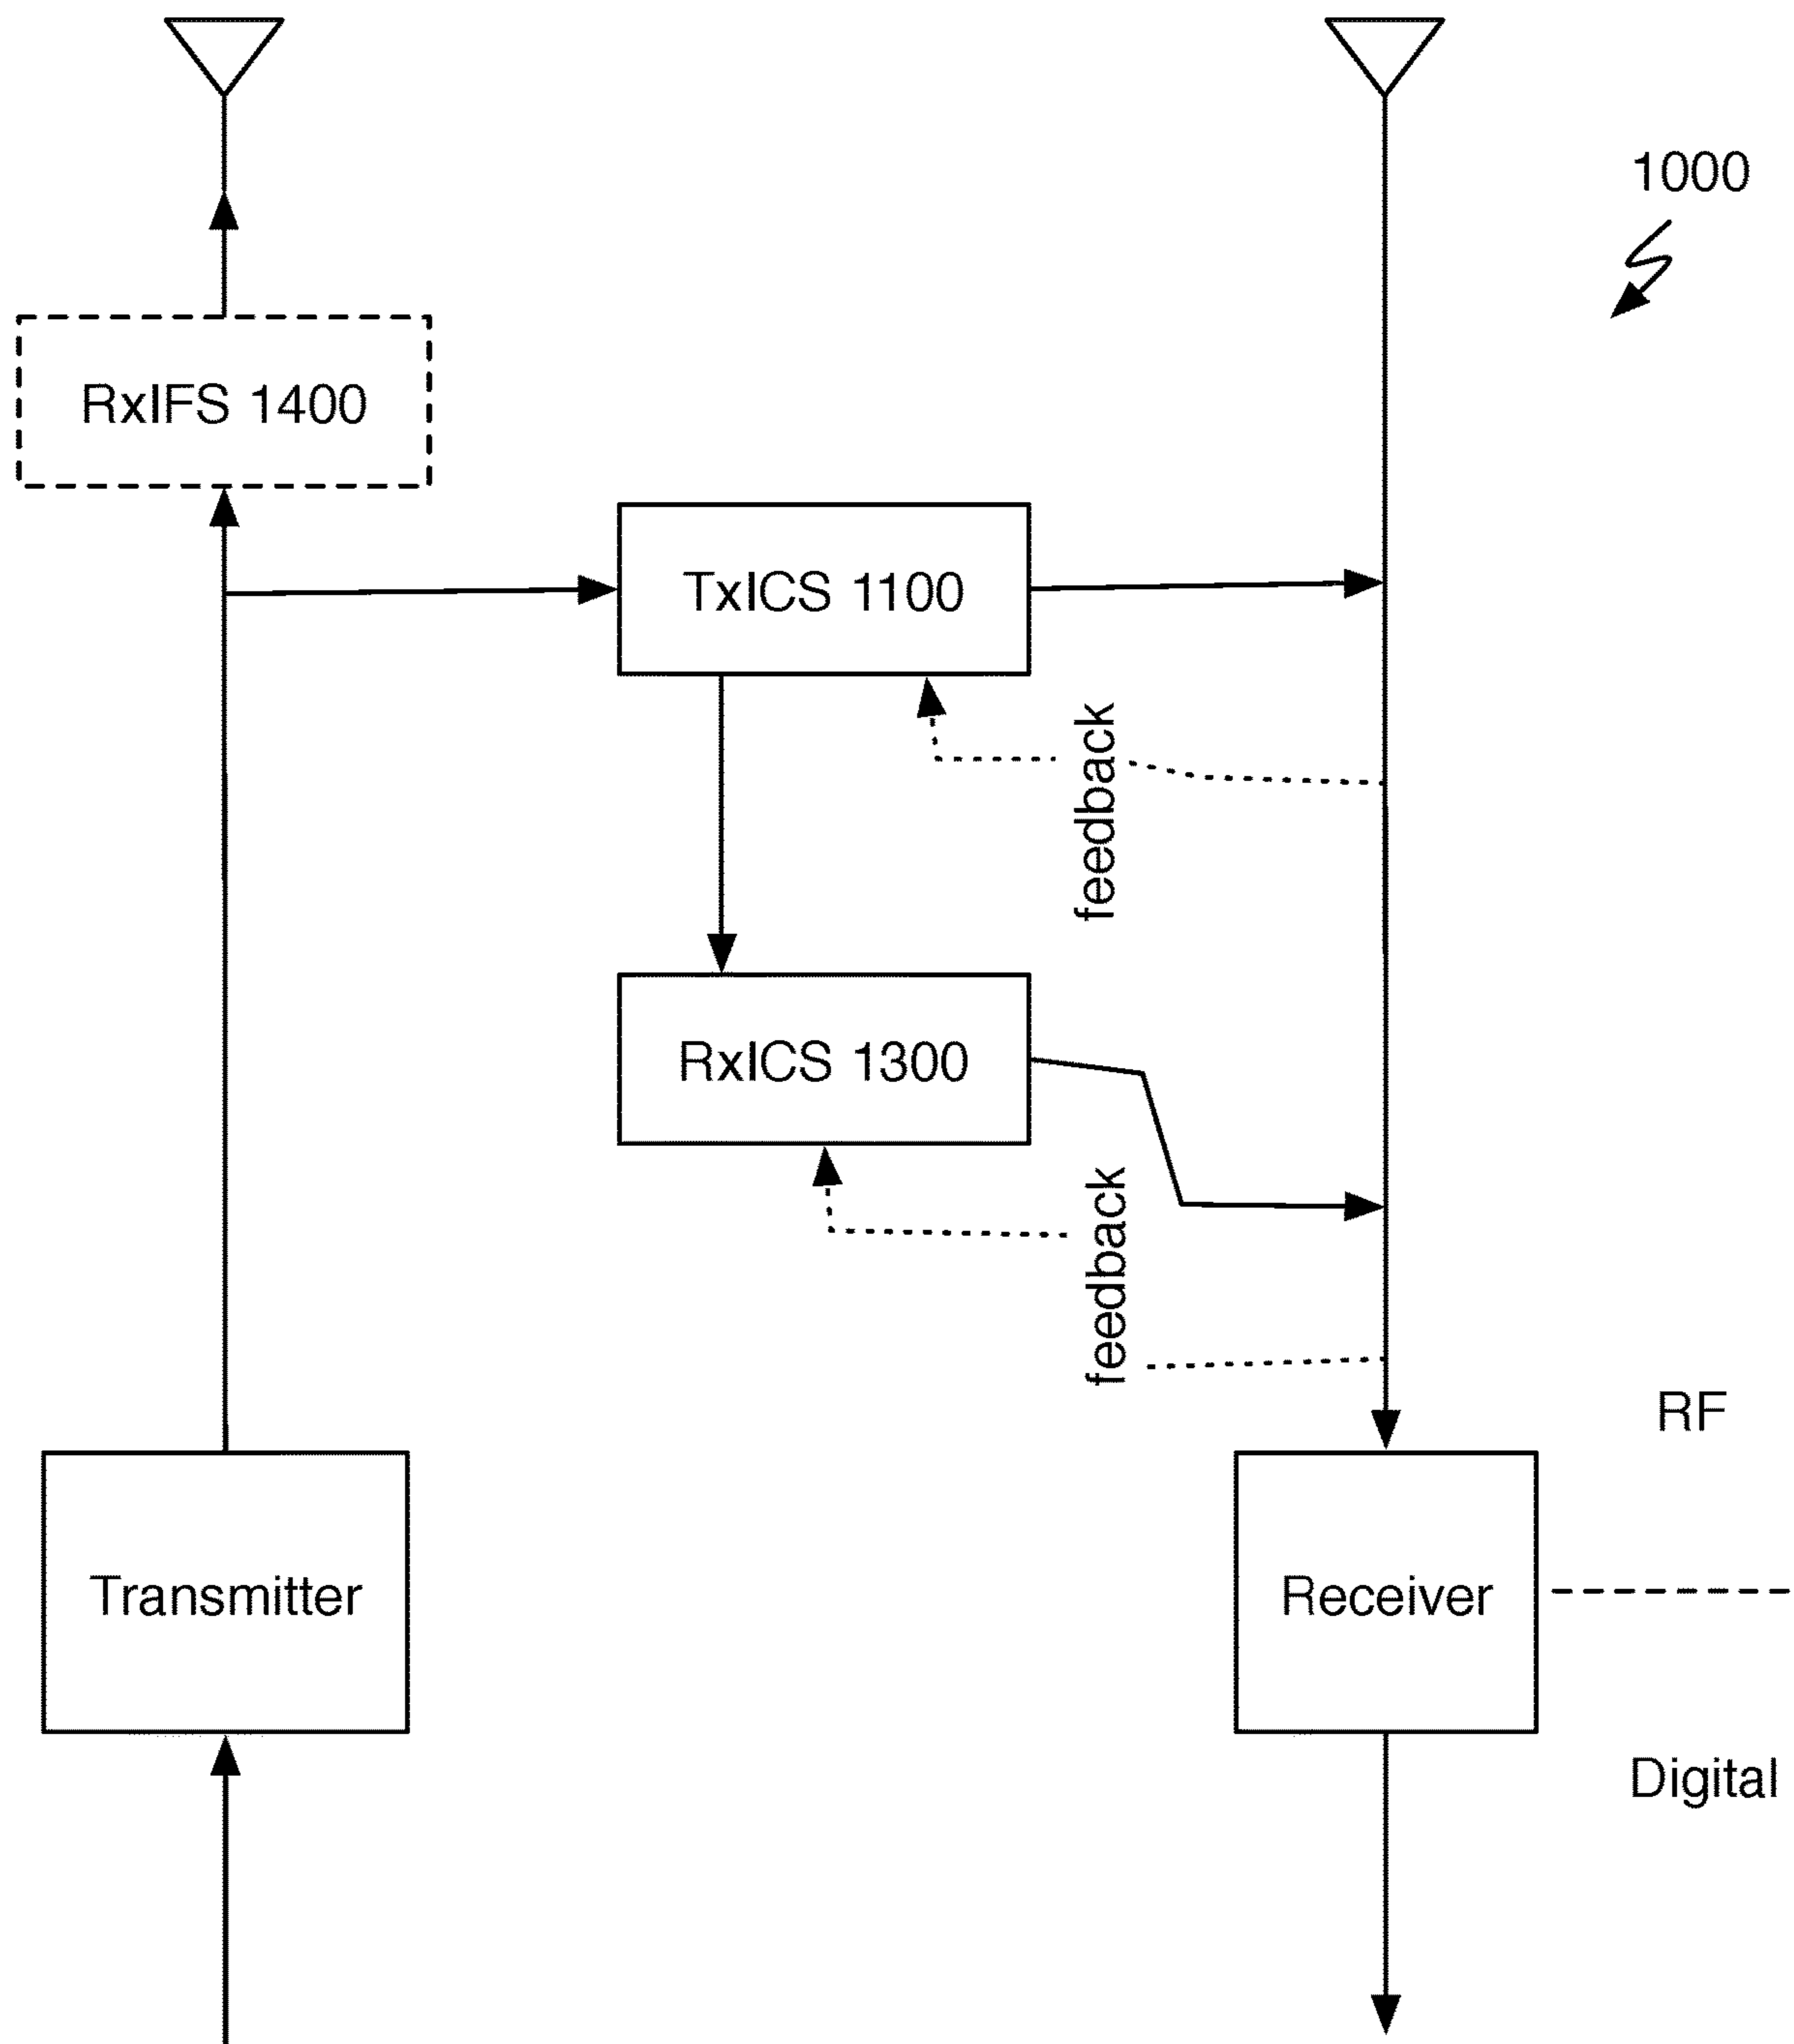 1000
RxIFS 1400
TxICS 1100
feedback
RxICS 1300
feedback
RF
Transmitter
Receiver
Digital